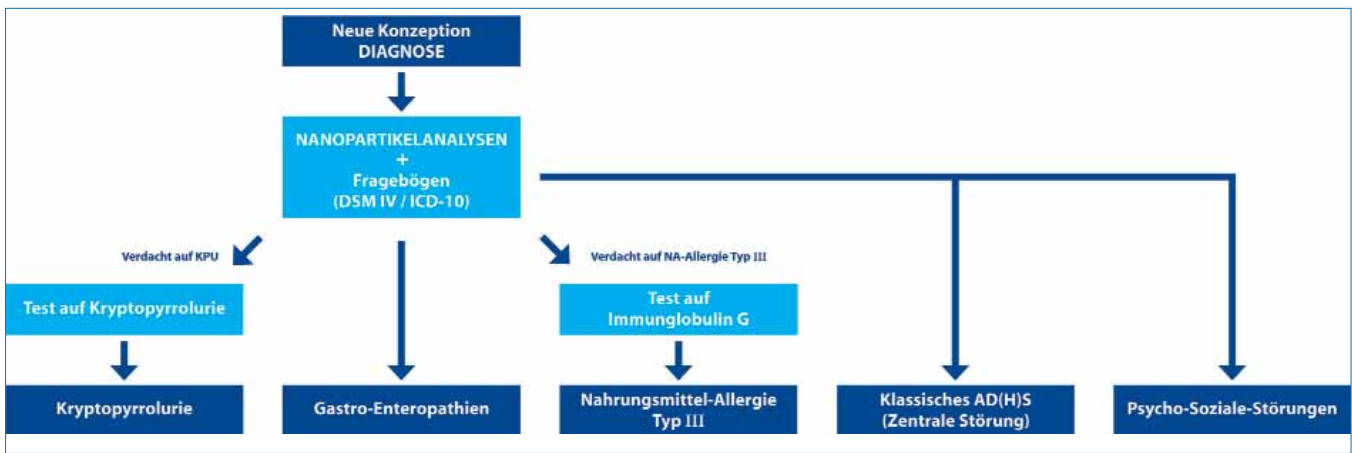 Neue Konzeption
DIAGNOSE
NANOPARTIKELANALYSEN
+
Fragebögen
(DSM IV / ICD-10)
Verdacht auf KPU
Verdacht auf NA-Allergie Typ III
Test auf Kryptopyrrolurie
Test auf
Immunglobulin G
Kryptopyrrolurie
Gastro-Enteropathien
Nahrungsmittel-Allergie
Typ III
Klassisches AD(H)S
(Zentrale Störung)
Psycho-Soziale-Störungen